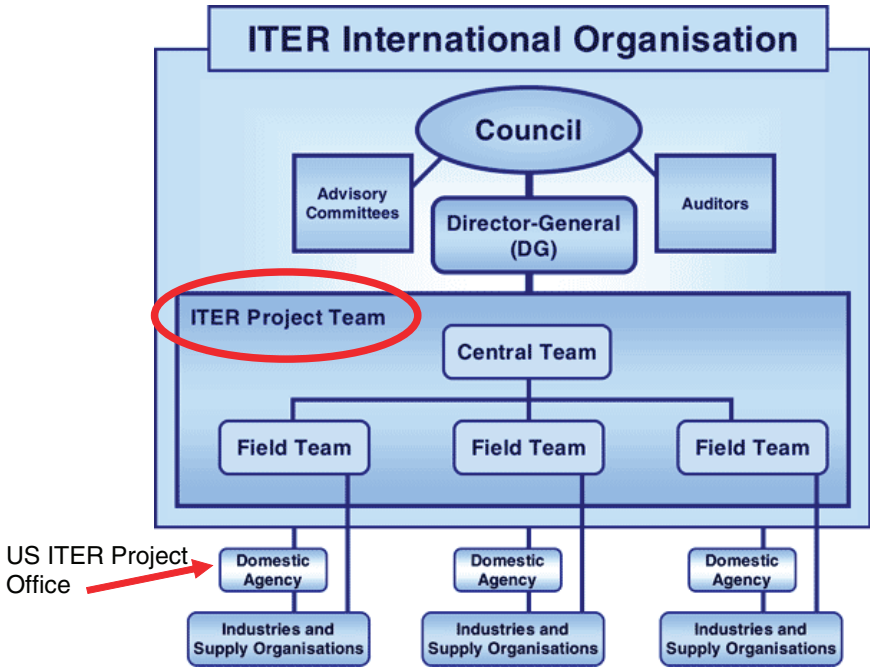 ITER International Organisation
Council
Advisory
Committees
Auditors
Director-General
(DG)
ITER Project Team
Central Team
Field Team
Field Team
Field Team
US ITER Project
Office
Domestic
Agency
Domestic
Agency
Domestic
Agency
Industries and
Supply Organisations
Industries and
Supply Organisations
Industries and
Supply Organisations